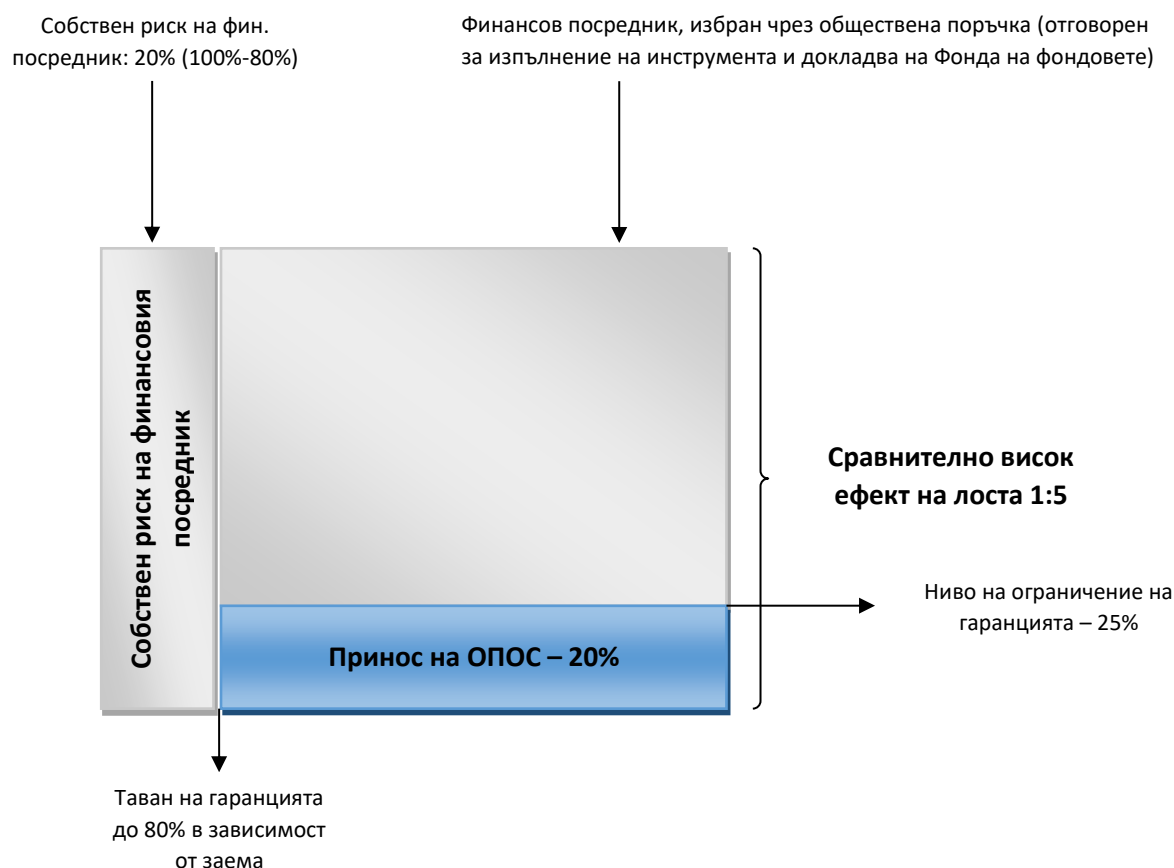 Собствен риск на фин.
посредник: 20% (100%-80%)
Финансов посредник, избран чрез обществена поръчка (отговорен
за изпълнение на инструмента и докладва на Фонда на фондовете)
Собствен риск на финансовия
посредник
Сравнително висок
ефект на лоста 1:5
Ниво на ограничение на
гаранцията – 25%
Принос на ОПОС – 20%
Таван на гаранцията
до 80% в зависимост
от заема